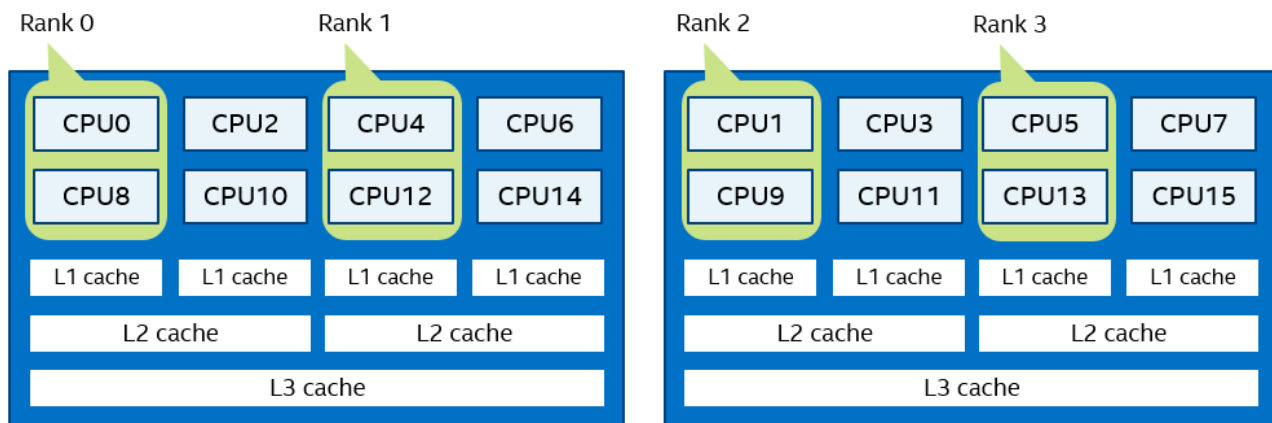 Rank 0 Rank 1 Rank 2 Rank 3
CPU0 CPU2 CPU4 CPU6 CPU1 CPU3 CPU5 CPU7
CPU8 CPU10 CPU12 CPU14 CPU9 CPU11 CPU13 CPU15
L1 cache L1 cache L1 cache L1 cache L1 cache L1 cache L1 cache L1 cache
L2 cache L2 cache L2 cache L2 cache
L3 cache L3 cache